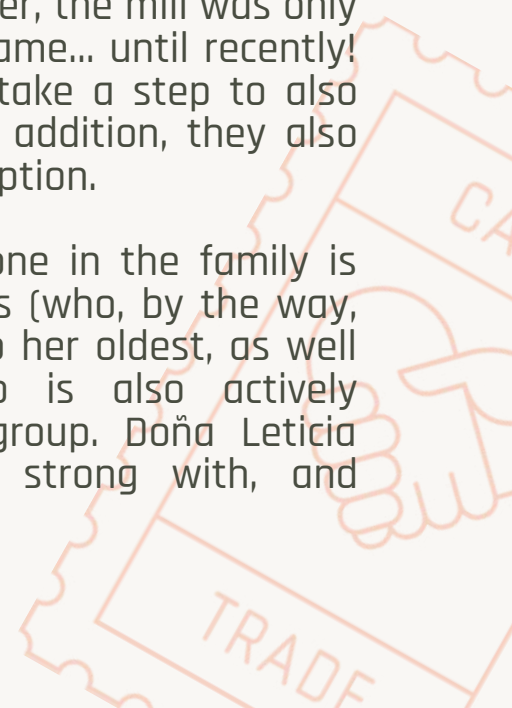 er, the mill was only
ame... until recently!
take a step to also
addition, they also
ption.
one in the family is
s (who, by the way,
o her oldest, as well
o is also actively
group. Doña Leticia
strong with, and
CA
TRADE